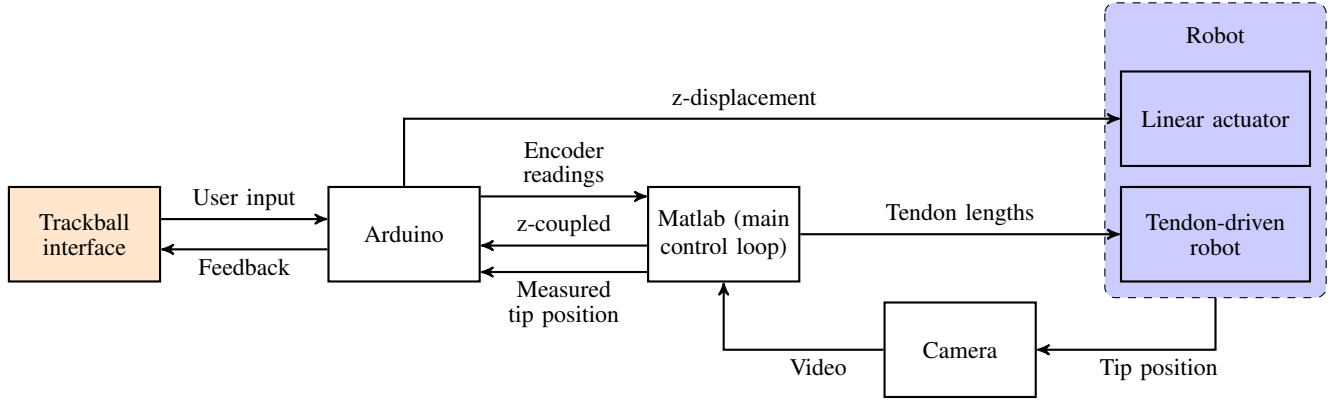 Robot
z-displacement
Linear actuator
Encoder
readings
User input
Trackball
interface
Arduino
z-coupled
Matlab (main
control loop)
Tendon lengths
Tendon-driven
robot
Feedback
Measured
tip position
Video
Camera
Tip position